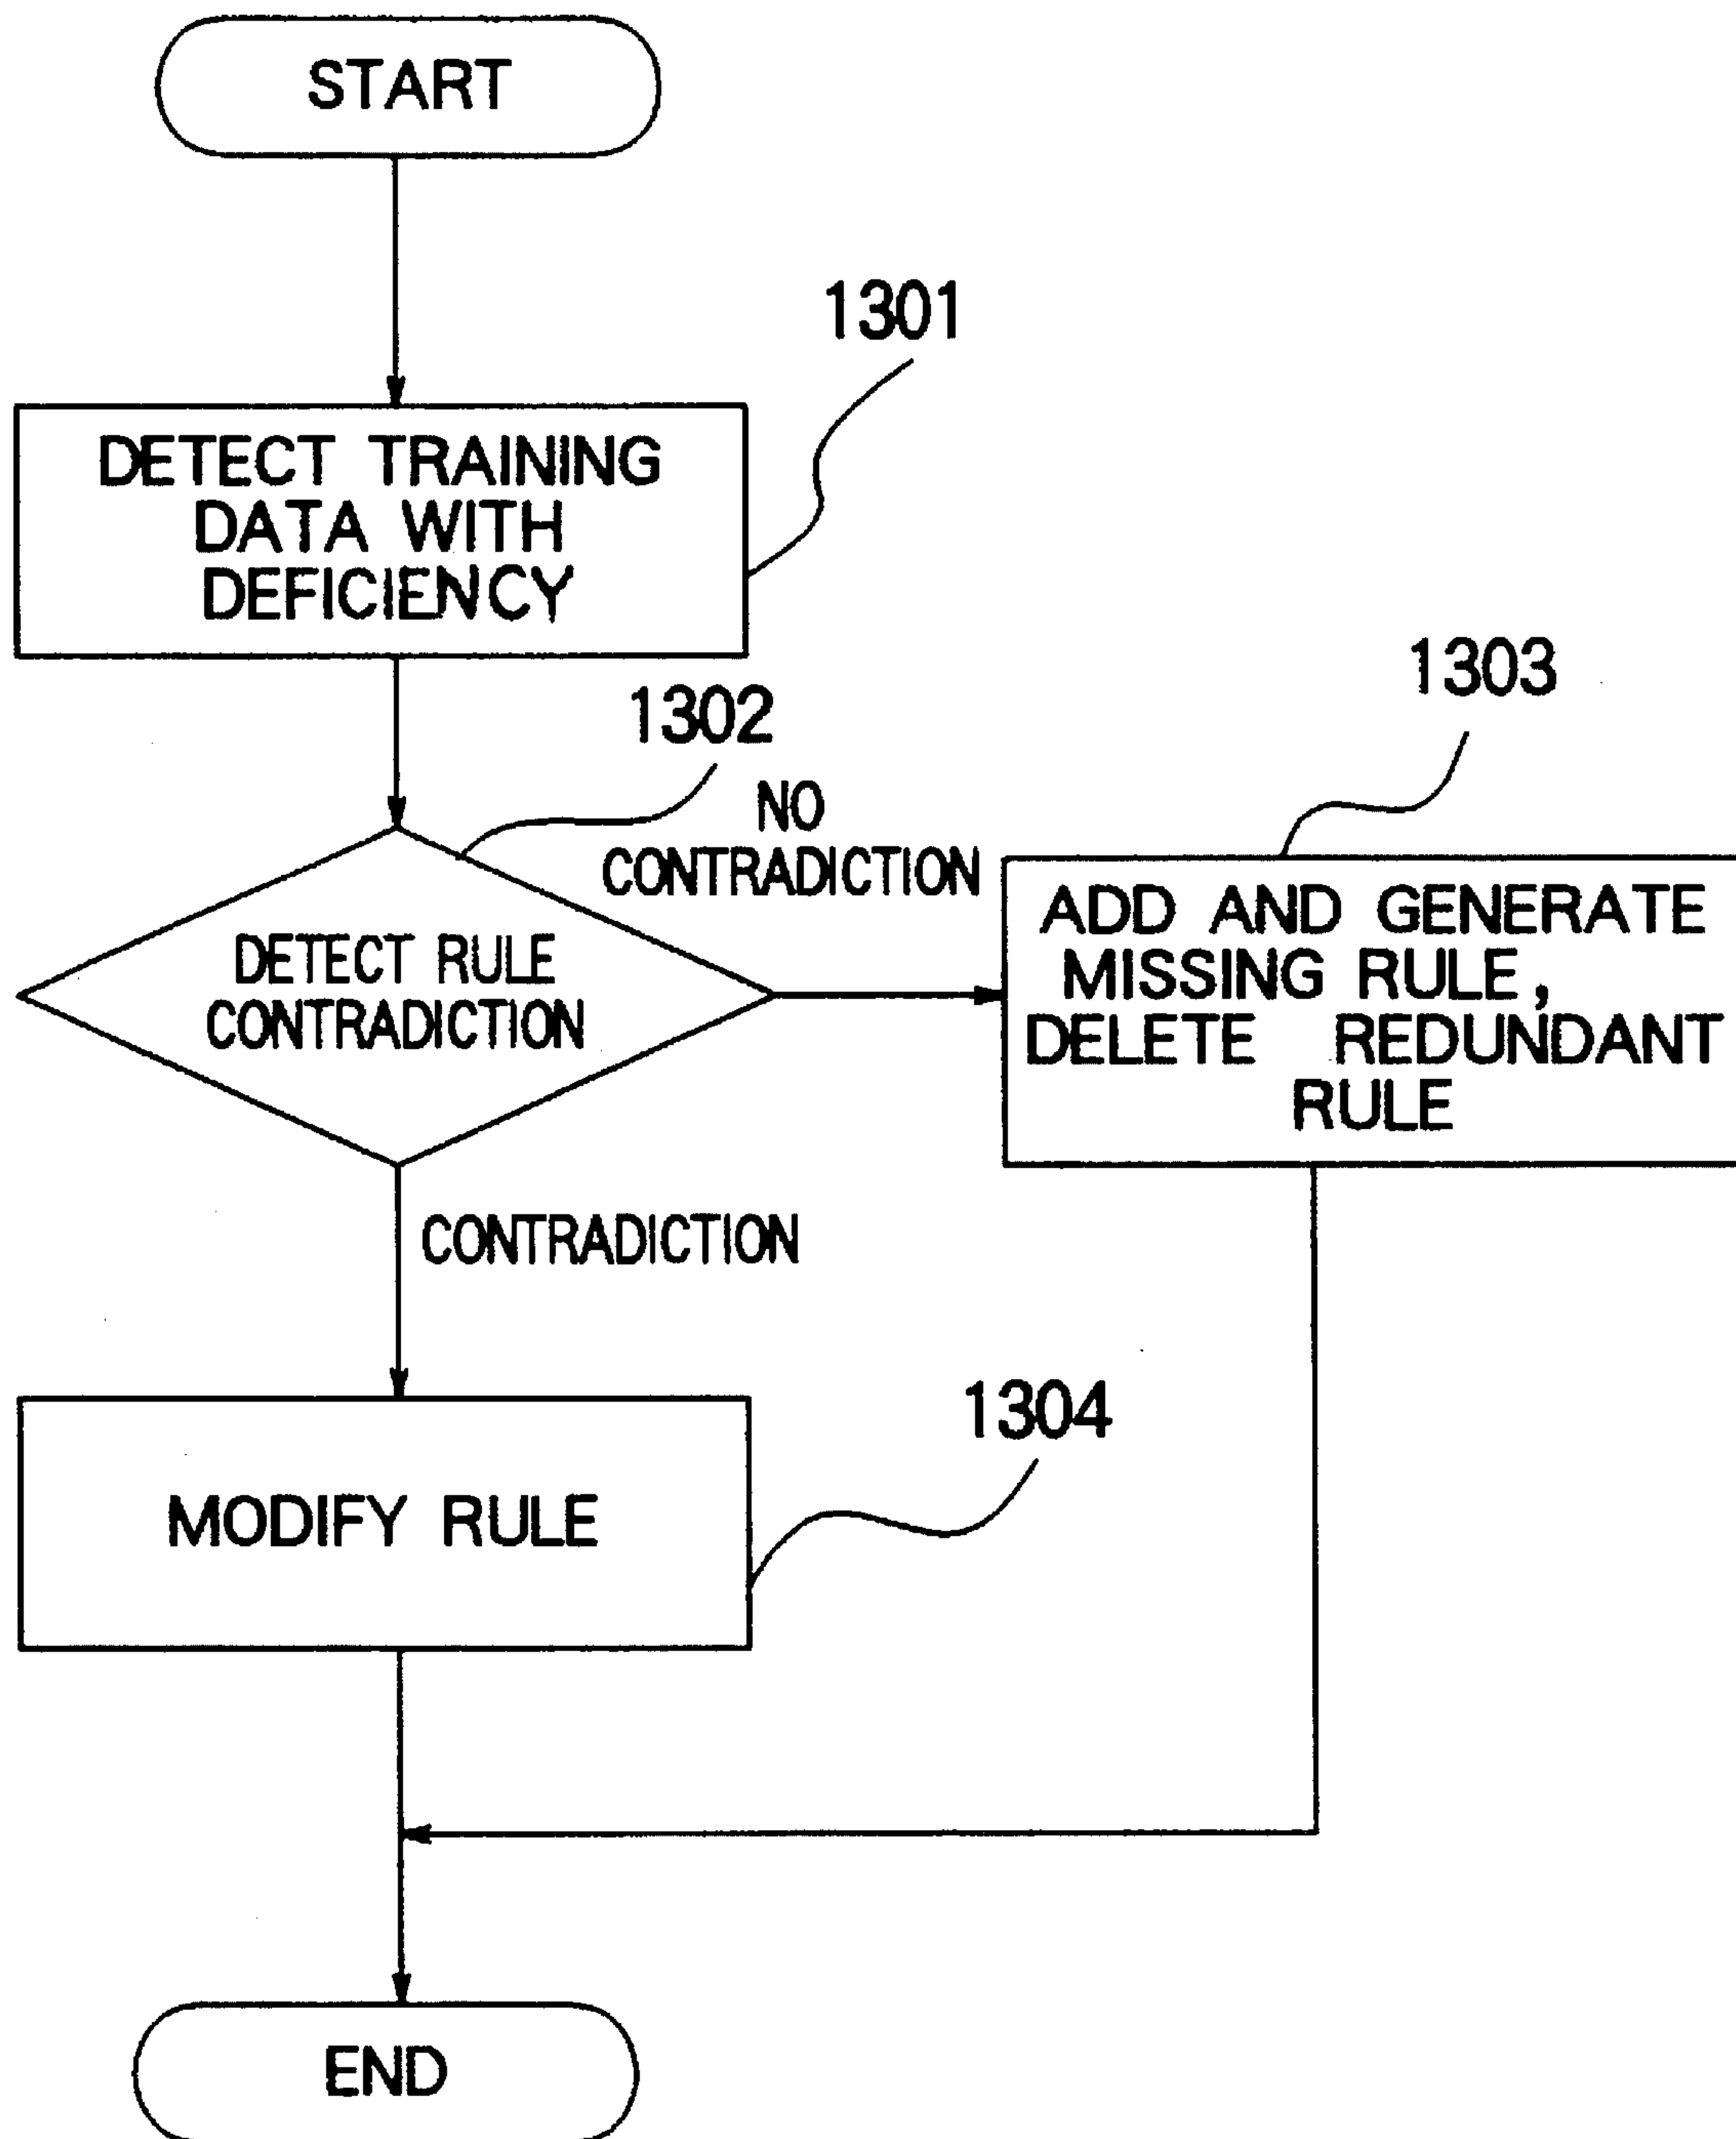 START
1301
DETECT TRAINING
DATA WITH
DEFICIENCY
1302
1303
NO
CONTRADICTION
DETECT RULE
CONTRADICTION
ADD AND GENERATE
MISSING RULE,
DELETE REDUNDANT
RULE
CONTRADICTION
1304
MODIFY RULE
END